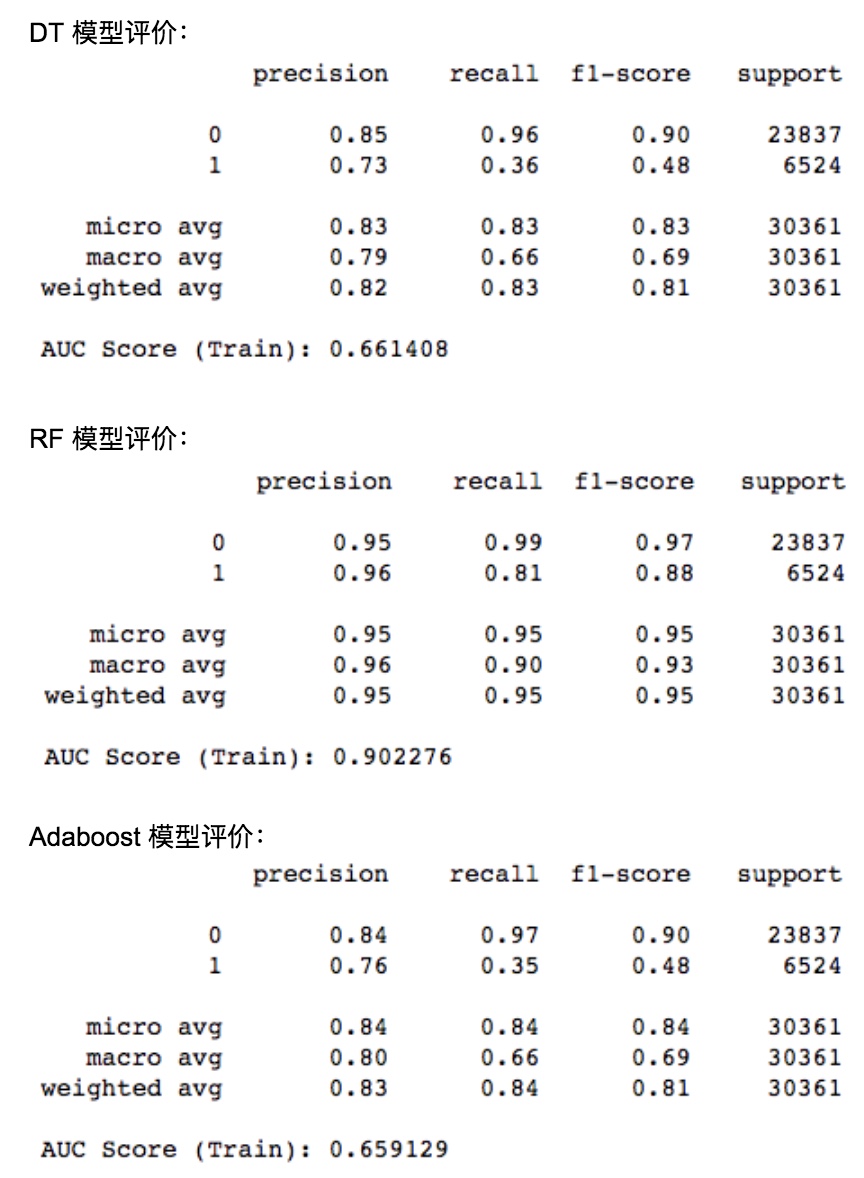 DT 模型评价：
precision recall f1-score support
0 0.85 0.96 0.90 23837
1 0.73 0.36 0.48 6524
micro avg 0.83 0.83 0.83 30361
macro avg 0.79 0.66 0.69 30361
weighted avg 0.82 0.83 0.81 30361
AUC Score (Train): 0.661408
RF 模型评价：
precision recall f1-score support
0 0.95 0.99 0.97 23837
1 0.96 0.81 0.88 6524
micro avg 0.95 0.95 0.95 30361
macro avg 0.96 0.90 0.93 30361
weighted avg 0.95 0.95 0.95 30361
AUC Score (Train): 0.902276
Adaboost 模型评价：
precision recall f1-score support
0 0.84 0.97 0.90 23837
1 0.76 0.35 0.48 6524
micro avg 0.84 0.84 0.84 30361
macro avg 0.80 0.66 0.69 30361
weighted avg 0.83 0.84 0.81 30361
AUC Score (Train): 0.659129